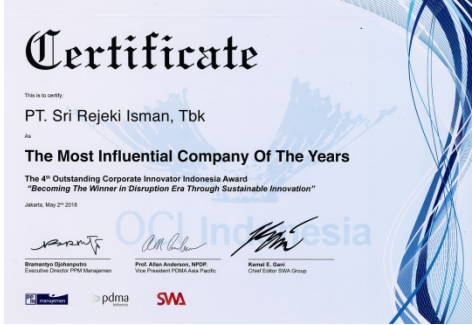 Certificate
This is to certify:
PT. Sri Rejeki Isman, Tbk
As
The Most Influential Company Of The Years
The 4th Outstanding Corporate Innovator Indonesia Award
"Becoming The Winner in Disruption Era Through Sustainable Innovation"
Jakarta, May 2nd 2018
OCI Indonesia
Bramantyo Djohanputro
Executive Director PPM Manajemen
Prof. Allan Anderson, NPDP.
Vice President PDMA Asia Pacific
Kemal E. Gani
Chief Editor SWA Group
manajemen
pdma
indonesia
SWA